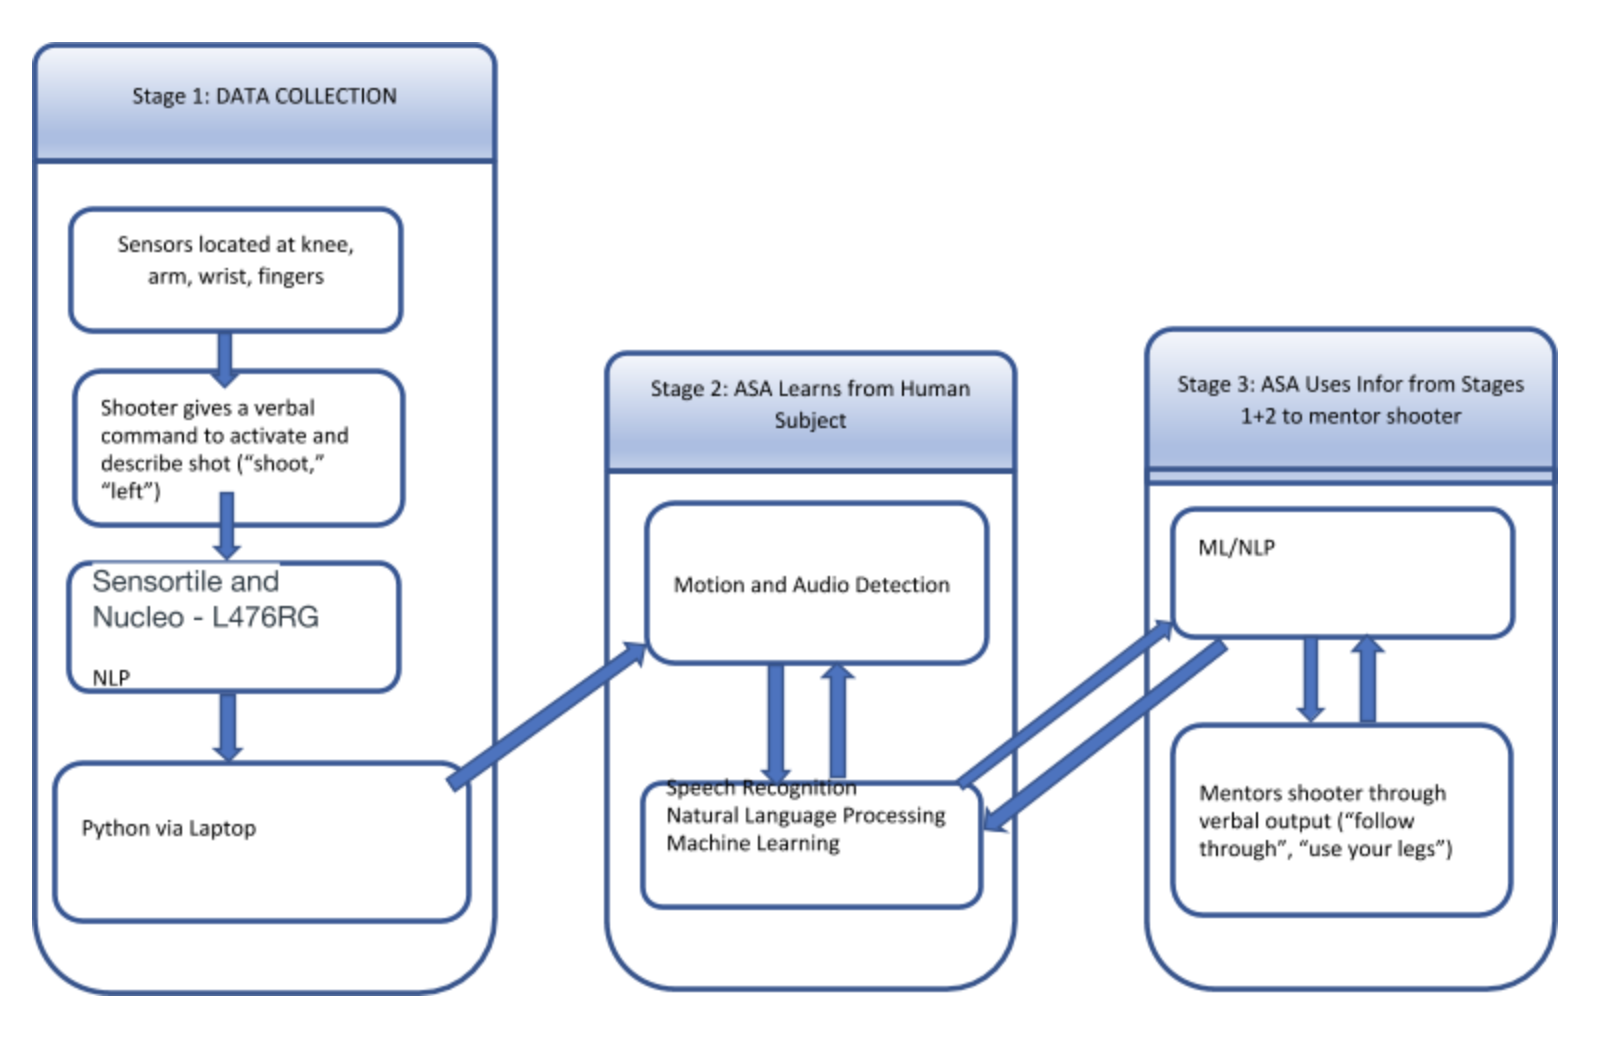 Stage 1: DATA COLLECTION
Sensors located at knee,
arm, wrist, fingers
Shooter gives a verbal
command to activate and
describe shot (“shoot,”
“left”)
Sensortile and
Nucleo - L476RG
NLP
Python via Laptop
Stage 2: ASA Learns from Human
Subject
Motion and Audio Detection
Speech Recognition
Natural Language Processing
Machine Learning
Stage 3: ASA Uses Infor from Stages
1+2 to mentor shooter
ML/NLP
Mentors shooter through
verbal output (“follow
through”, “use your legs”)